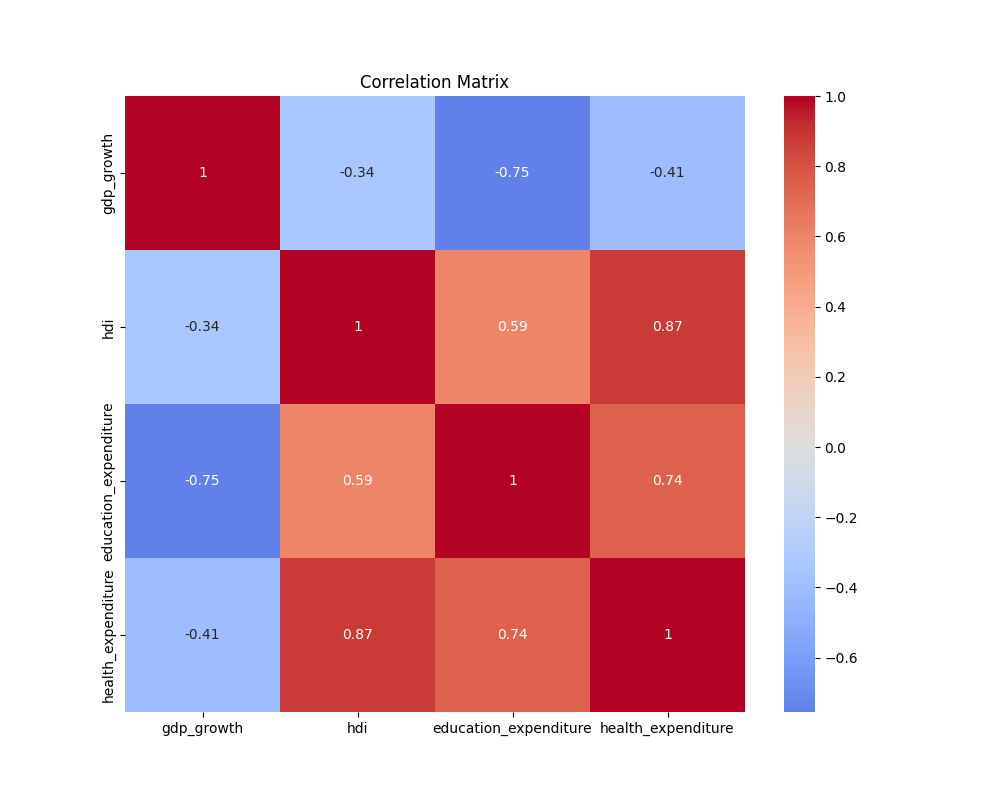 Correlation Matrix
gdp_growth
1
-0.34
-0.75
-0.41
hdi
-0.34
1
0.59
0.87
education_expenditure
-0.75
0.59
1
0.74
health_expenditure
-0.41
0.87
0.74
1
gdp_growth
hdi
education_expenditure
health_expenditure
1.0
0.8
0.6
0.4
0.2
0.0
−0.2
−0.4
−0.6